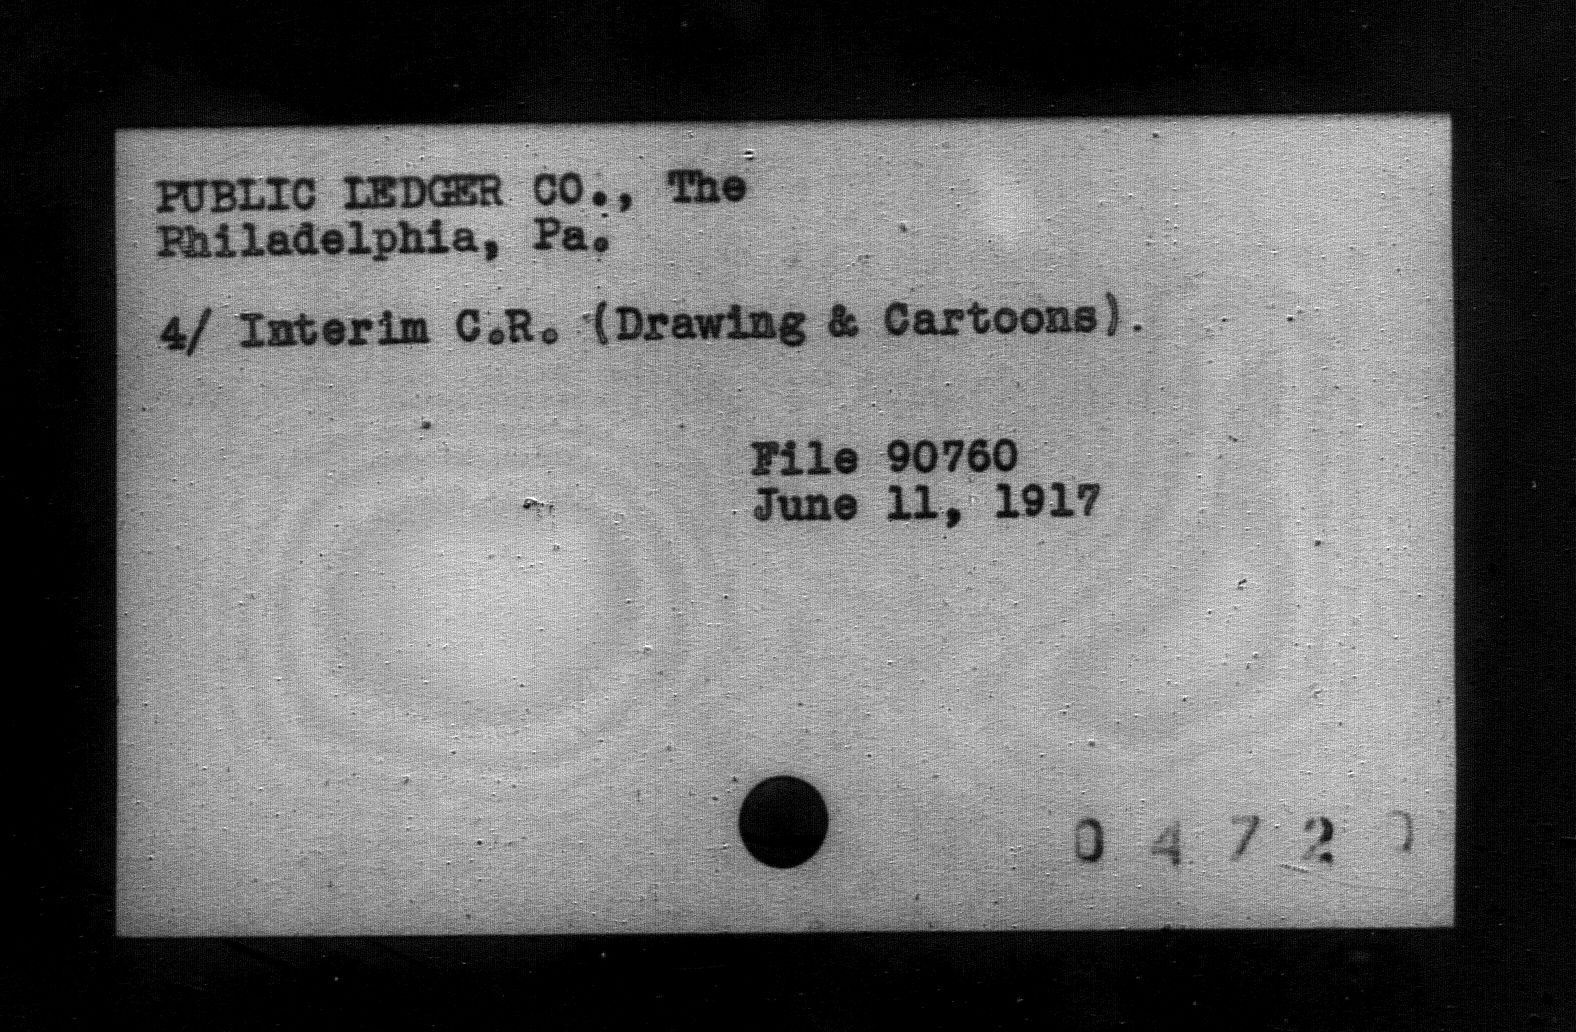 PUBLIC LEDGER CO., The
Philadelphia, Pa.
4/ Interim C.R. (Drawing & Cartoons).
File 90760
June 11, 1917
0 4 7 2